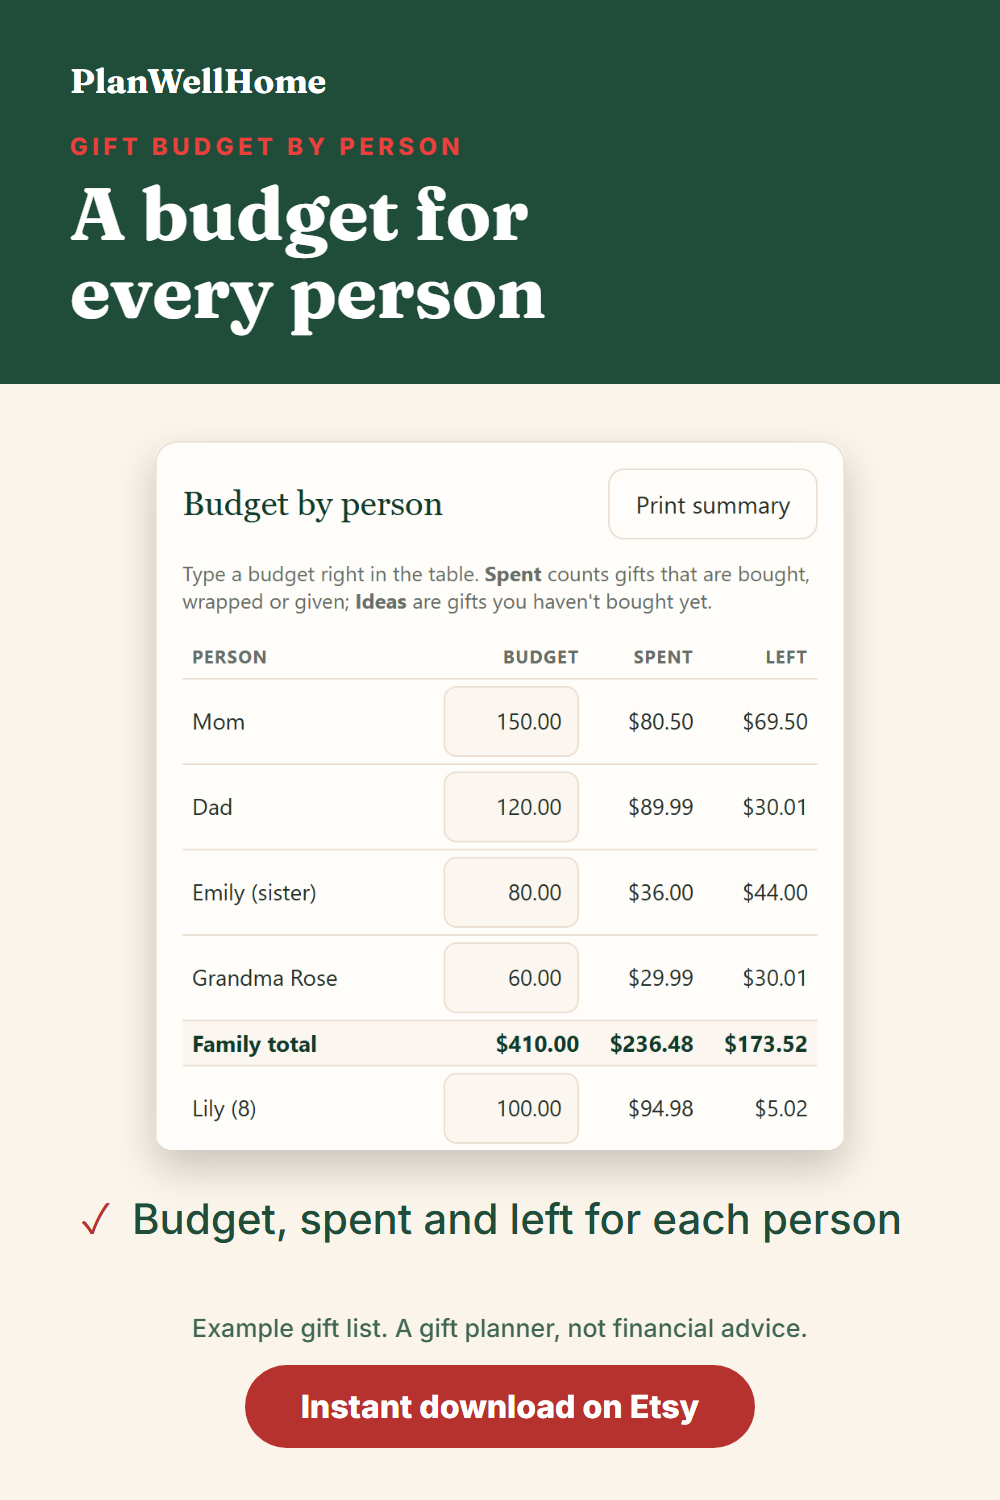 PlanWellHome
GIFT BUDGET BY PERSON
A budget for
every person
Budget by person
Print summary
Type a budget right in the table. Spent counts gifts that are bought,
wrapped or given; Ideas are gifts you haven't bought yet.
PERSON BUDGET SPENT LEFT
Mom 150.00 $80.50 $69.50
Dad 120.00 $89.99 $30.01
Emily (sister) 80.00 $36.00 $44.00
Grandma Rose 60.00 $29.99 $30.01
Family total $410.00 $236.48 $173.52
Lily (8) 100.00 $94.98 $5.02
✓ Budget, spent and left for each person
Example gift list. A gift planner, not financial advice.
Instant download on Etsy